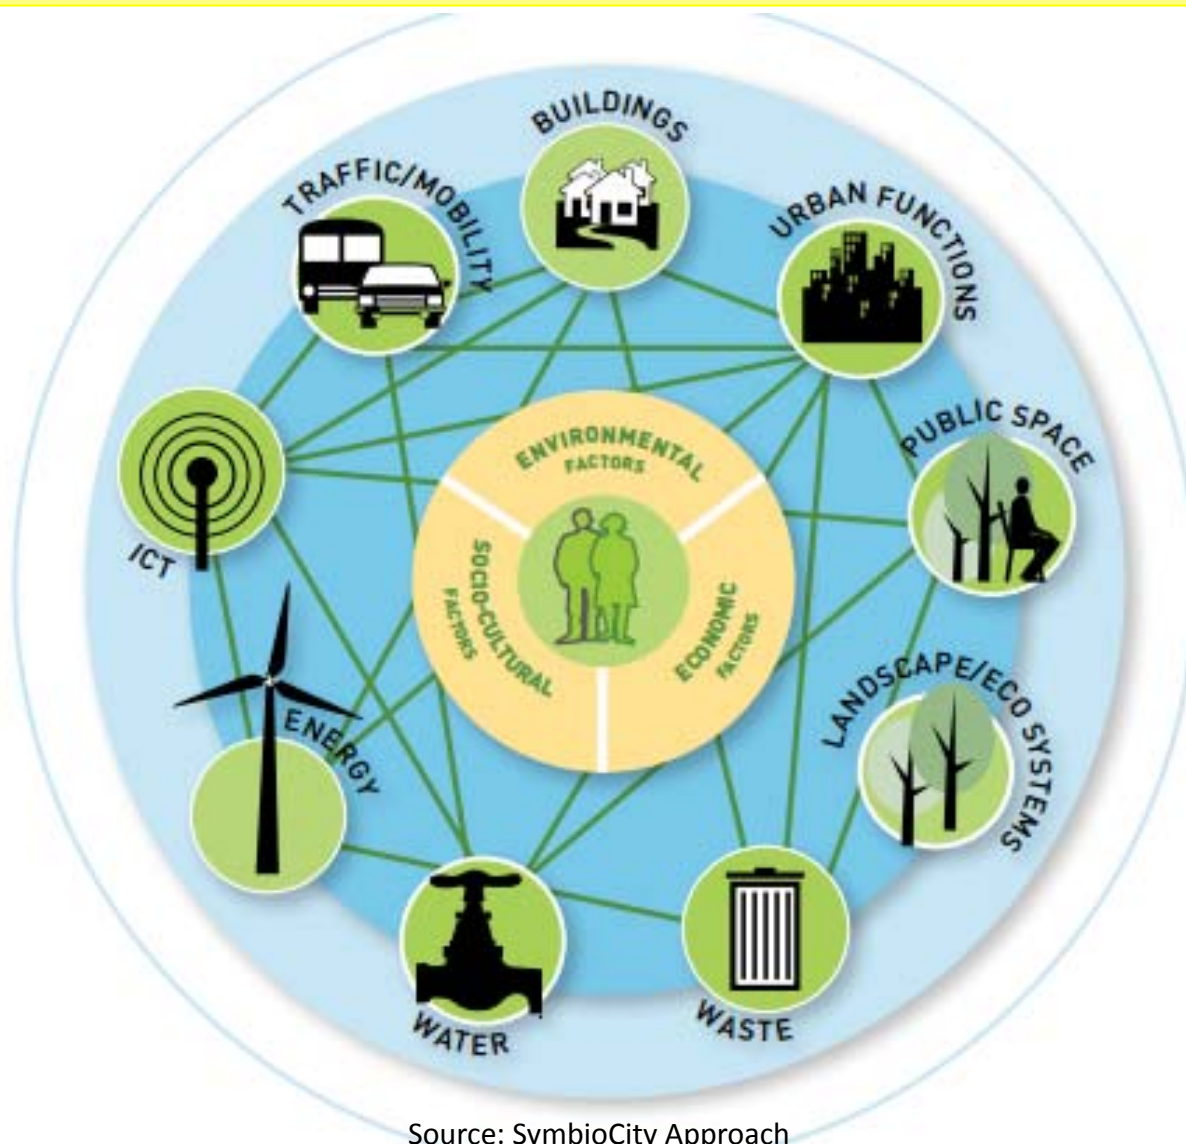 BUILDINGS
TRAFFIC/MOBILITY
URBAN FUNCTIONS
PUBLIC SPACE
ICT
ENVIRONMENTAL
FACTORS
SOCIO-CULTURAL
FACTORS
ECONOMIC
FACTORS
LANDSCAPE/ECO SYSTEMS
ENERGY
WATER
WASTE
Source: SymbioCity Approach